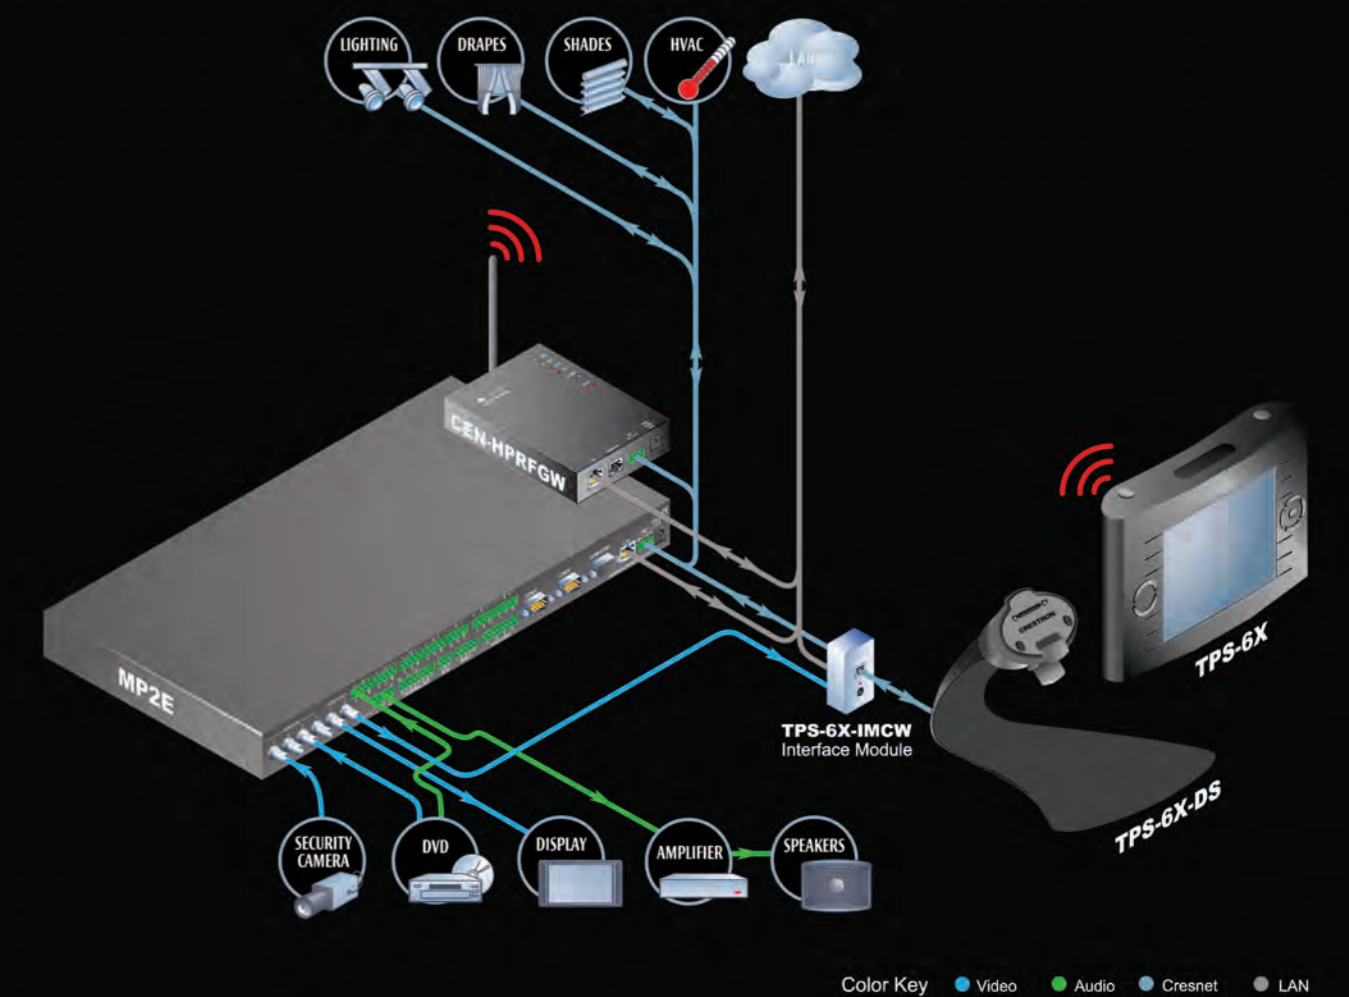 LIGHTING
DRAPES
SHADES
HVAC
LAN
CEN-HPRFGW
MP2E
CRESTRON
TPS-6X
TPS-6X-IMCW
Interface Module
TPS-6X-DS
SECURITY
CAMERA
DVD
DISPLAY
AMPLIFIER
SPEAKERS
Color Key Video Audio Cresnet LAN